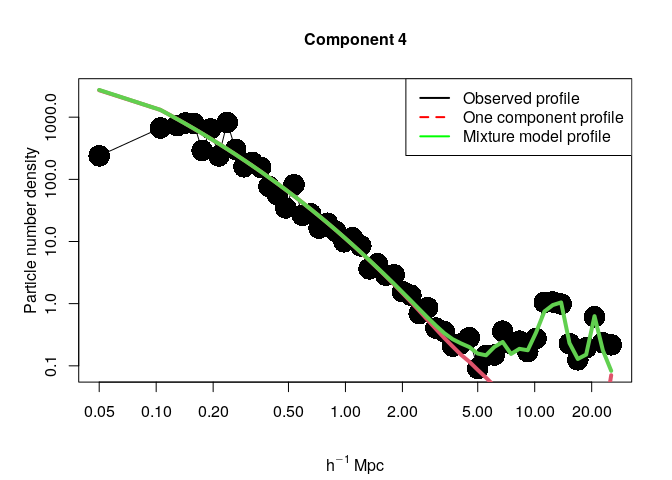 Component 4
Observed profile
One component profile
Mixture model profile
Particle number density
1000.0
100.0
10.0
1.0
0.1
0.05 0.10 0.20 0.50 1.00 2.00 5.00 10.00 20.00
h⁻¹ Mpc